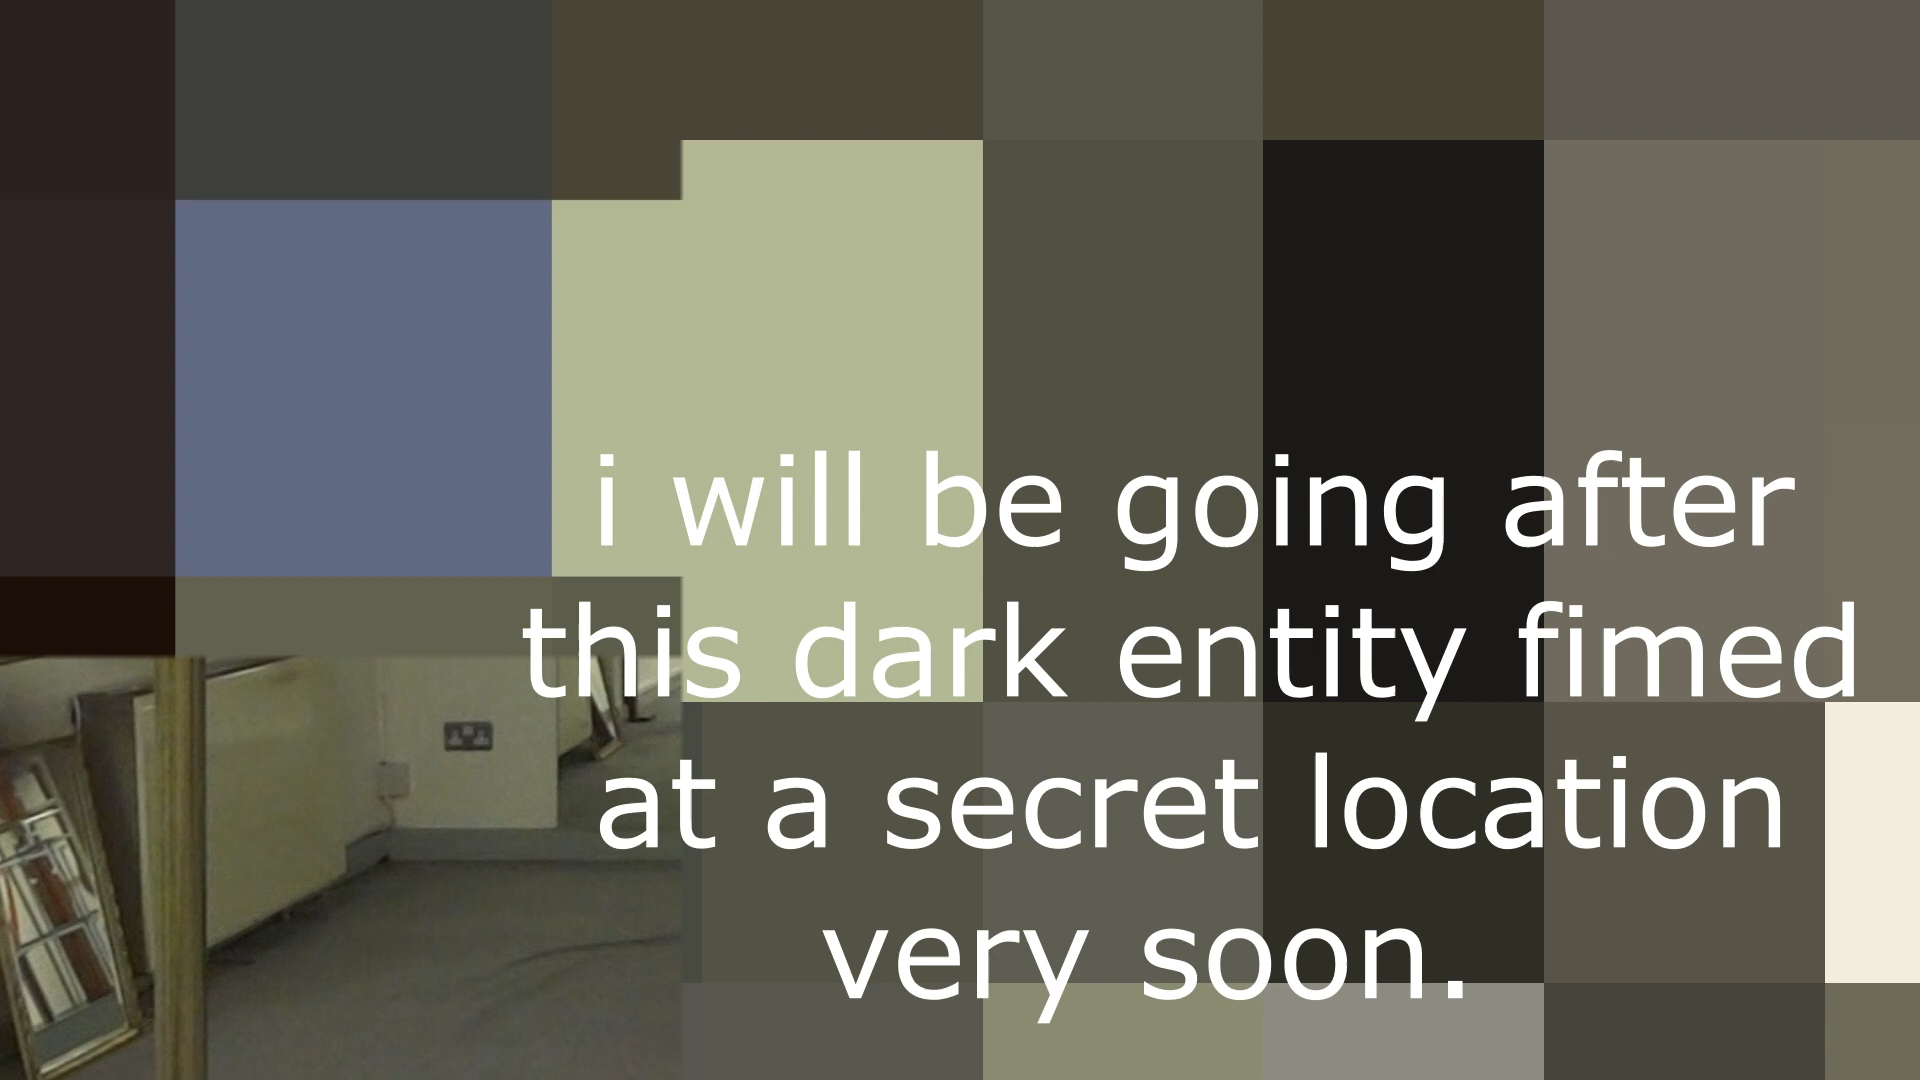 i will be going after
this dark entity fimed
at a secret location
very soon.